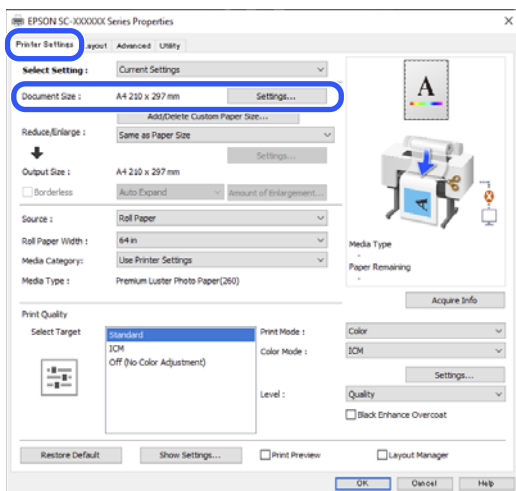 EPSON SC-XXXXXX Series Properties
Printer Settings Layout Advanced Utility
Select Setting : Current Settings
Document Size : A4 210 x 297 mm Settings...
Add/Delete Custom Paper Size...
Reduce/Enlarge : Same as Paper Size
Settings...
Output Size : A4 210 x 297 mm
Borderless Auto Expand Amount of Enlargement...
Source : Roll Paper
Roll Paper Width : 64 in
Media Category: Use Printer Settings
Media Type : Premium Luster Photo Paper(260)
A
A
Media Type
-
Paper Remaining
-
Acquire Info
Print Quality
Select Target Standard
ICM
Off (No Color Adjustment)
Print Mode : Color
Color Mode : ICM
Settings...
Level : Quality
Black Enhance Overcoat
Restore Default Show Settings... Print Preview Layout Manager
OK Cancel Help